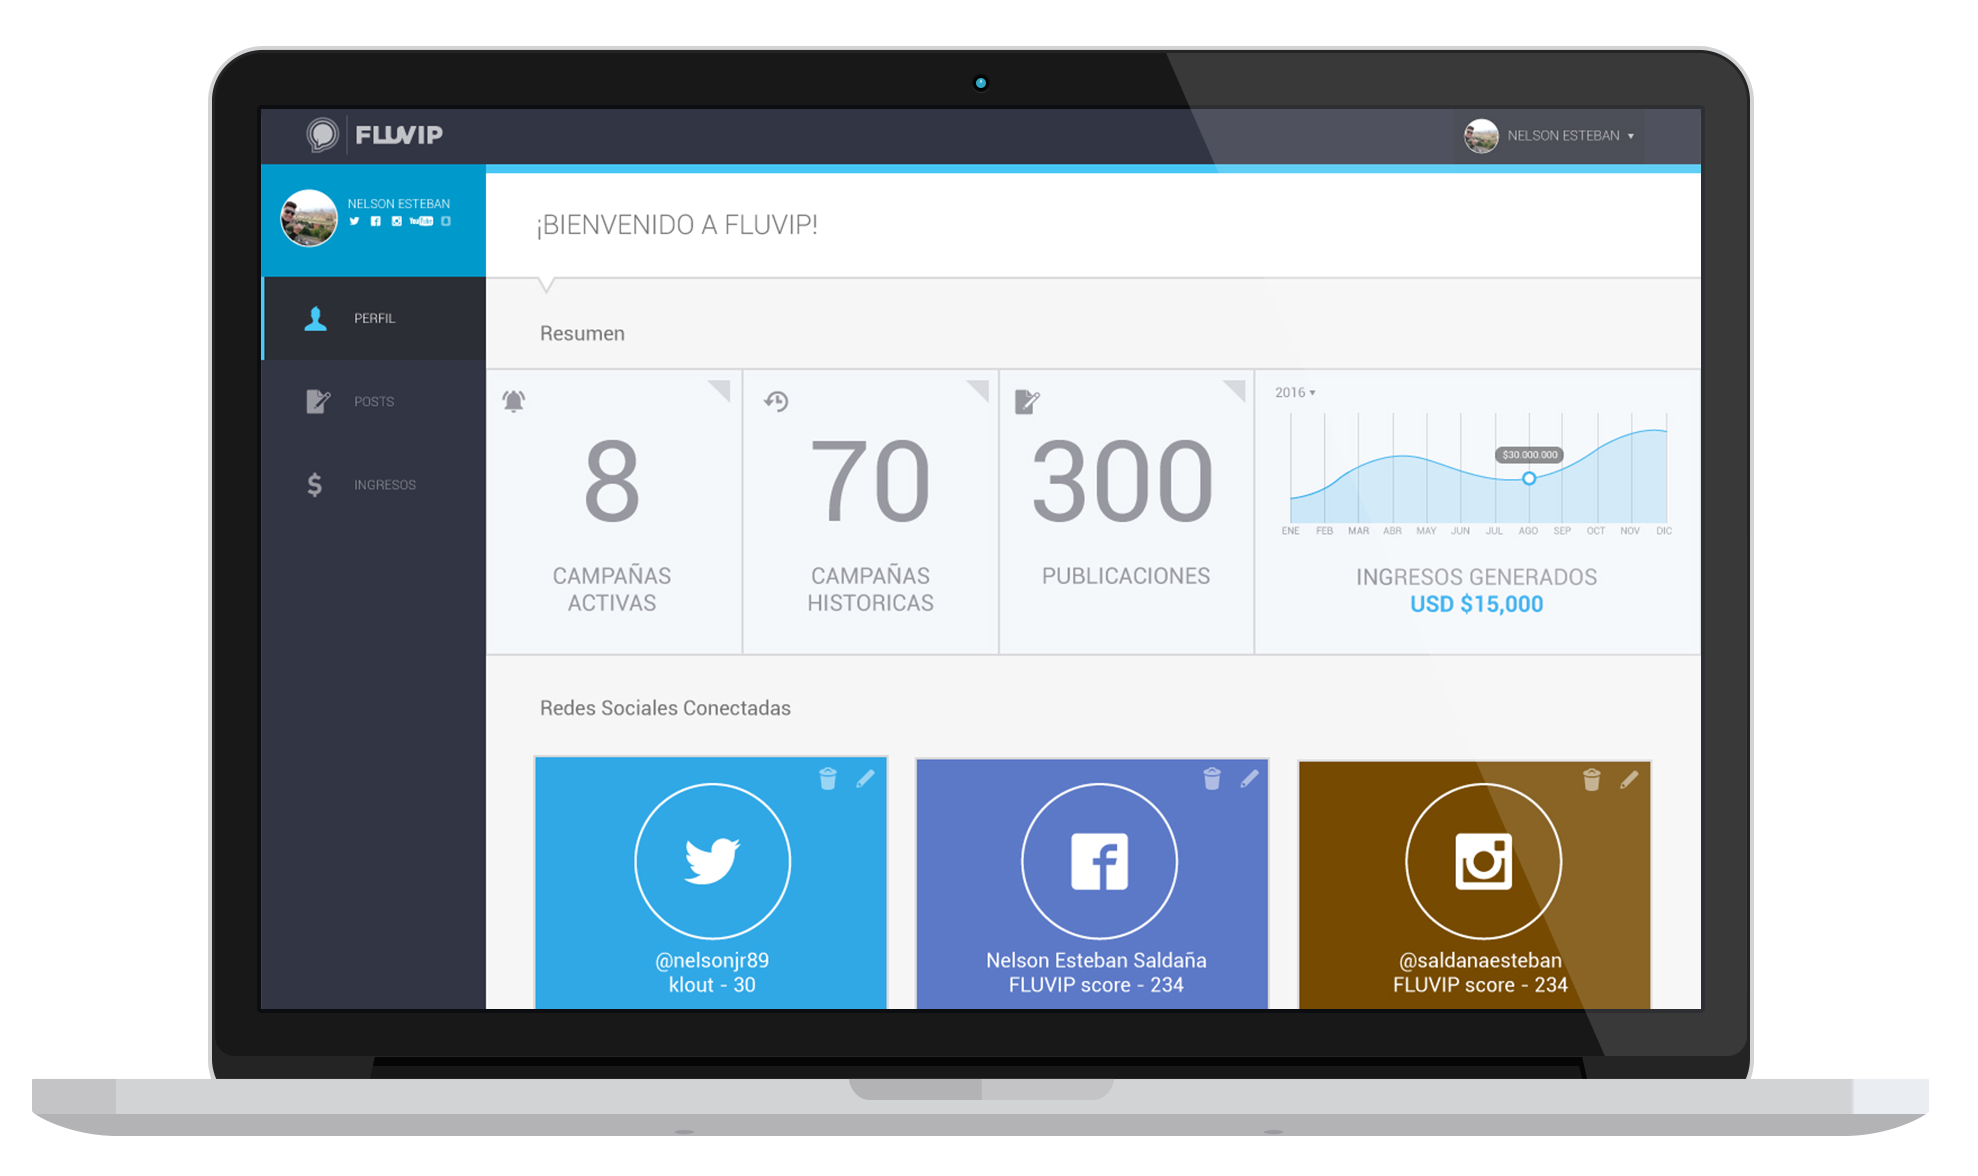 FLUVIP
NELSON ESTEBAN
NELSON ESTEBAN
YouTube
¡BIENVENIDO A FLUVIP!
PERFIL
POSTS
INGRESOS
Resumen
8
CAMPAÑAS
ACTIVAS
70
CAMPAÑAS
HISTORICAS
300
PUBLICACIONES
2016
$30.000.000
ENE FEB MAR ABR MAY JUN JUL AGO SEP OCT NOV DIC
INGRESOS GENERADOS
USD $15,000
Redes Sociales Conectadas
@nelsonjr89
klout - 30
Nelson Esteban Saldaña
FLUVIP score - 234
@saldanaesteban
FLUVIP score - 234